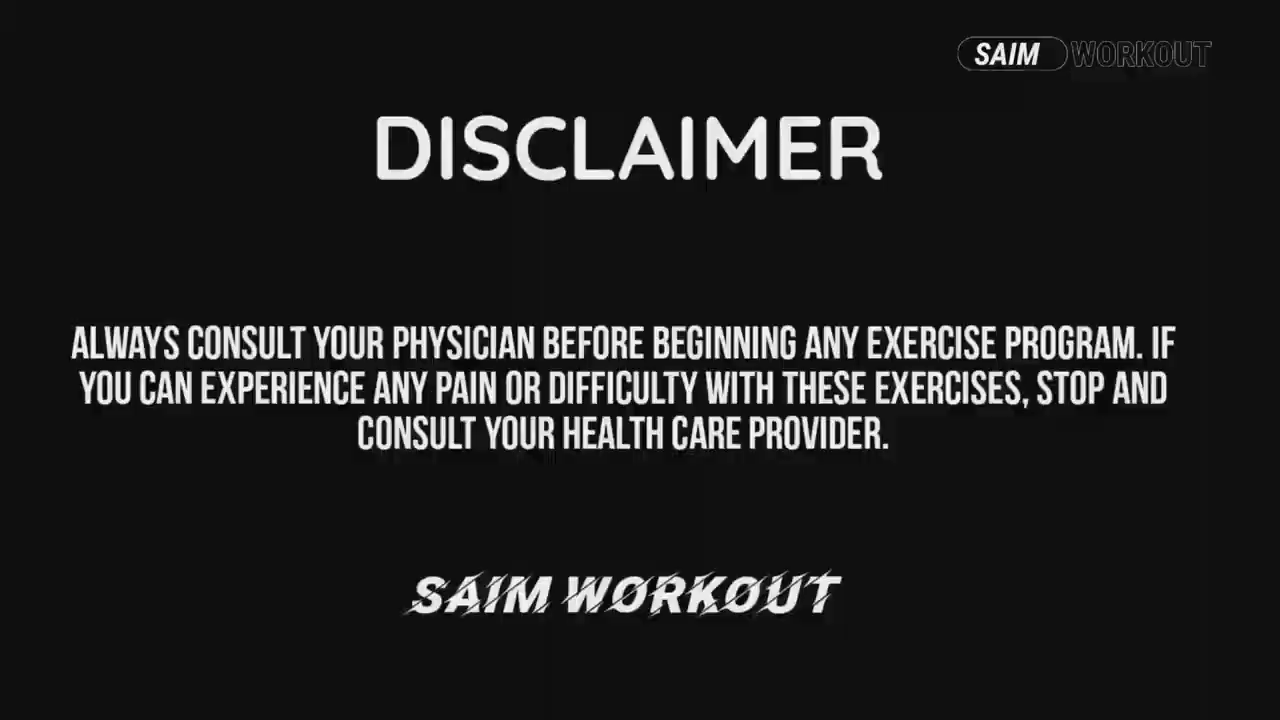 SAIM WORKOUT
DISCLAIMER
ALWAYS CONSULT YOUR PHYSICIAN BEFORE BEGINNING ANY EXERCISE PROGRAM. IF
YOU CAN EXPERIENCE ANY PAIN OR DIFFICULTY WITH THESE EXERCISES, STOP AND
CONSULT YOUR HEALTH CARE PROVIDER.
SAIM WORKOUT